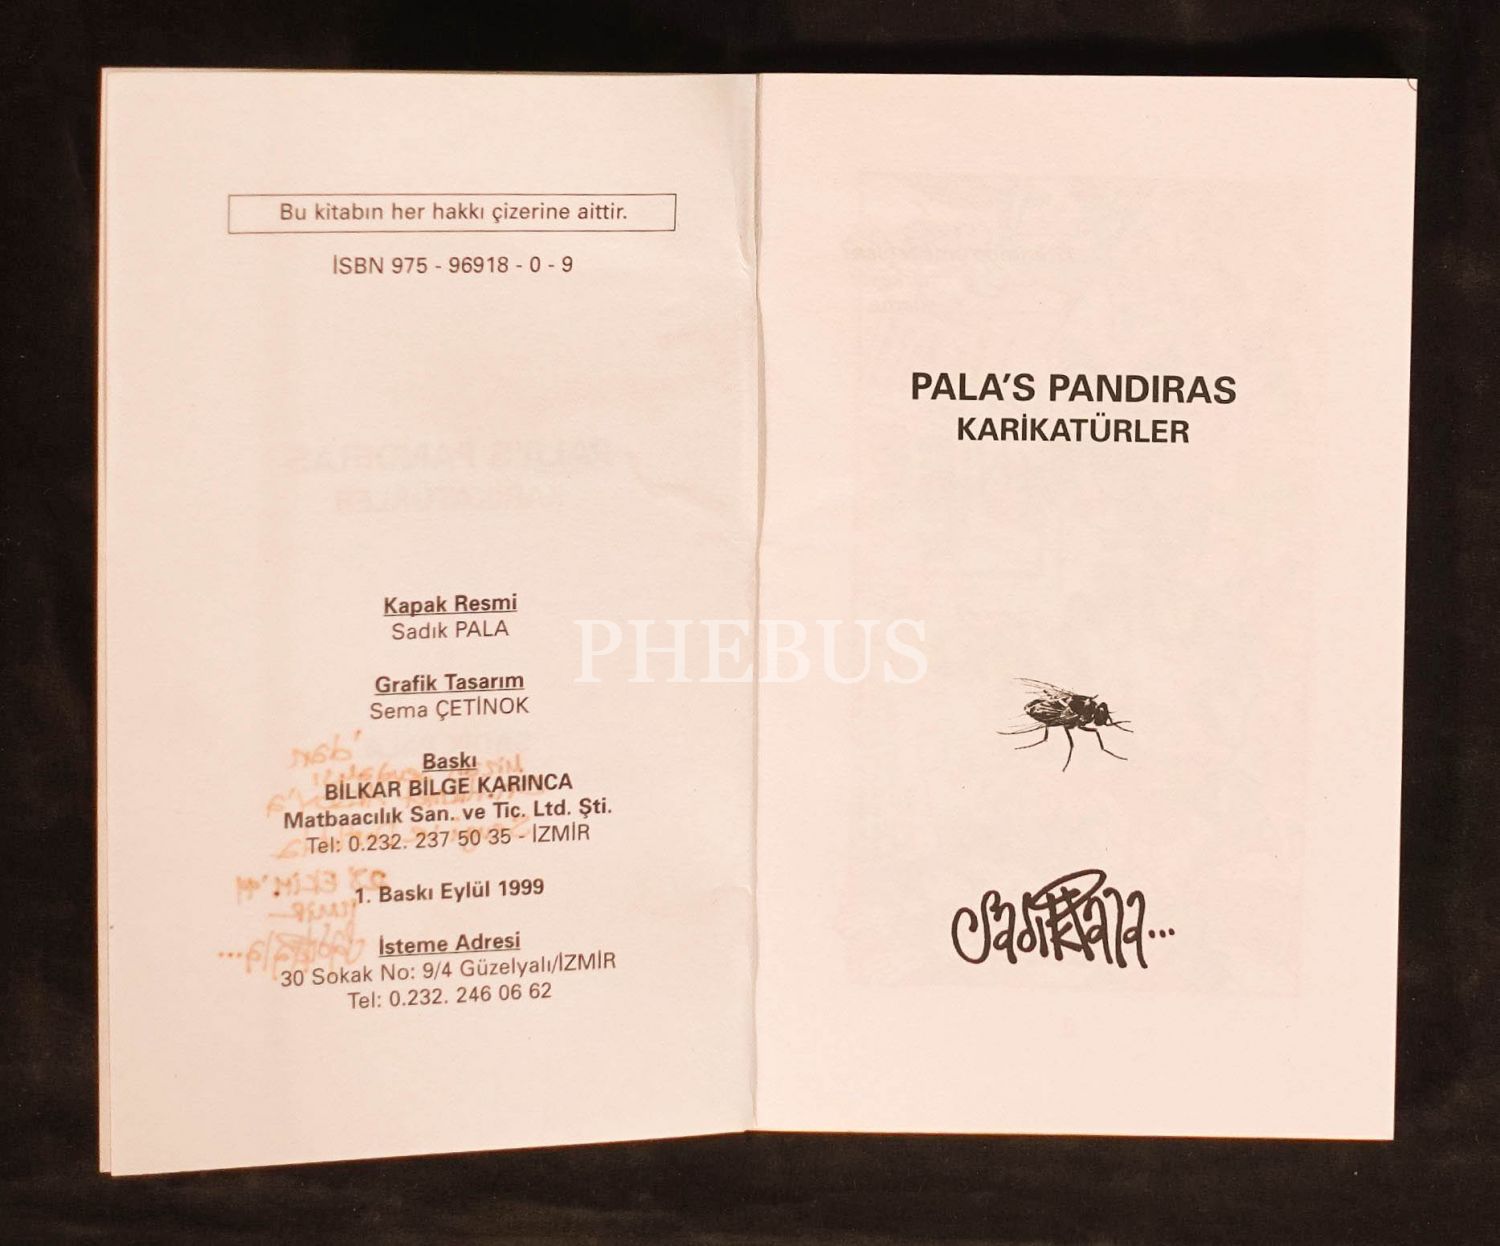 Bu kitabın her hakkı çizerine aittir.
İSBN 975 - 96918 - 0 - 9
Kapak Resmi
Sadık PALA
Grafik Tasarım
Sema ÇETİNOK
Baskı
BİLKAR BİLGE KARINCA
Matbaacılık San. ve Tic. Ltd. Şti.
Tel: 0.232. 237 50 35 - İZMİR
1. Baskı Eylül 1999
İsteme Adresi
30 Sokak No: 9/4 Güzelyalı/İZMİR
Tel: 0.232. 246 06 62
PHEBUS
PALA'S PANDIRAS
KARİKATÜRLER
SadıkPala...